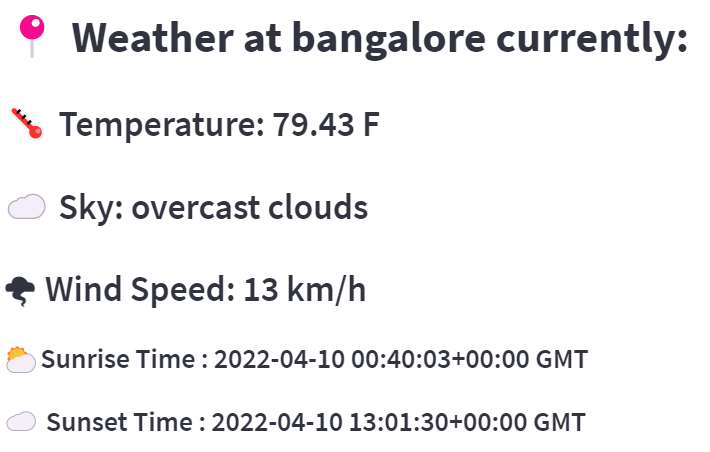 Weather at bangalore currently:
Temperature: 79.43 F
Sky: overcast clouds
Wind Speed: 13 km/h
Sunrise Time : 2022-04-10 00:40:03+00:00 GMT
Sunset Time : 2022-04-10 13:01:30+00:00 GMT